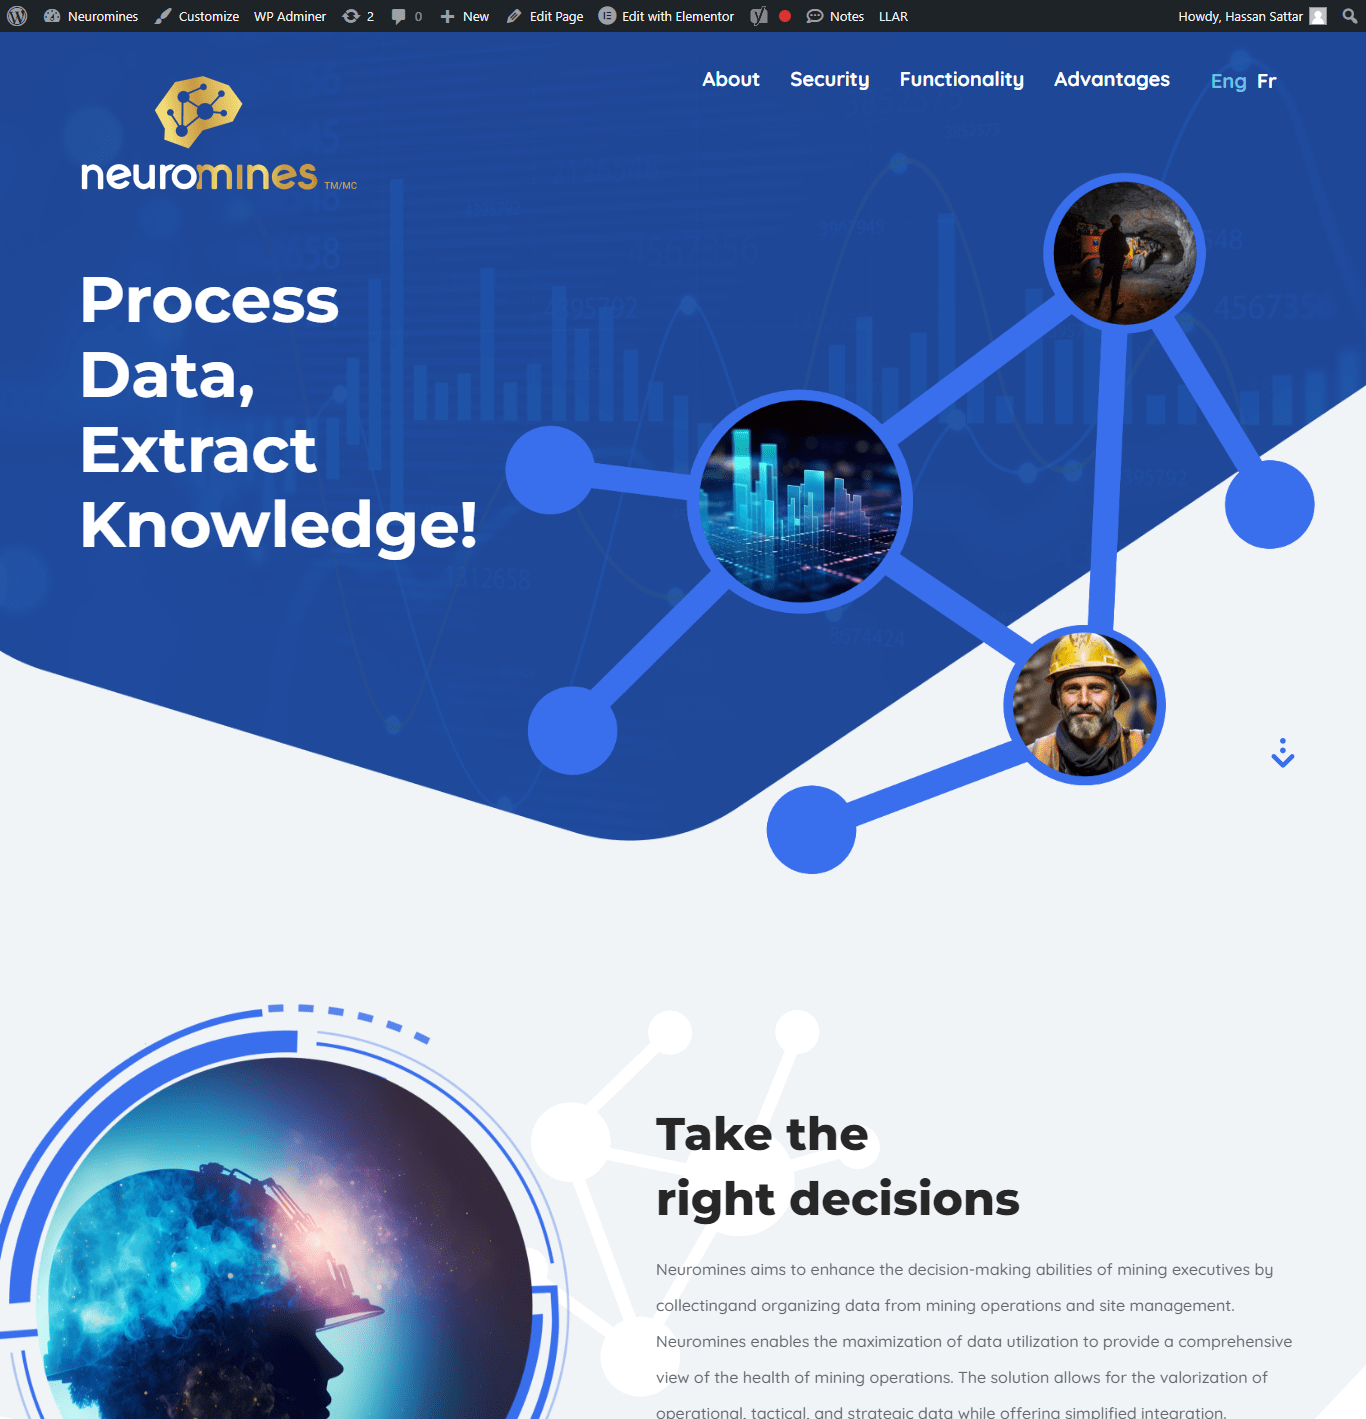 Neuromines Customize WP Adminer 2 0 New Edit Page Edit with Elementor Notes LLAR Howdy, Hassan Sattar
About Security Functionality Advantages Eng Fr
neuromines TM/MC
Process
Data,
Extract
Knowledge!
Take the
right decisions
Neuromines aims to enhance the decision-making abilities of mining executives by
collectingand organizing data from mining operations and site management.
Neuromines enables the maximization of data utilization to provide a comprehensive
view of the health of mining operations. The solution allows for the valorization of
operational, tactical, and strategic data while offering simplified integration.